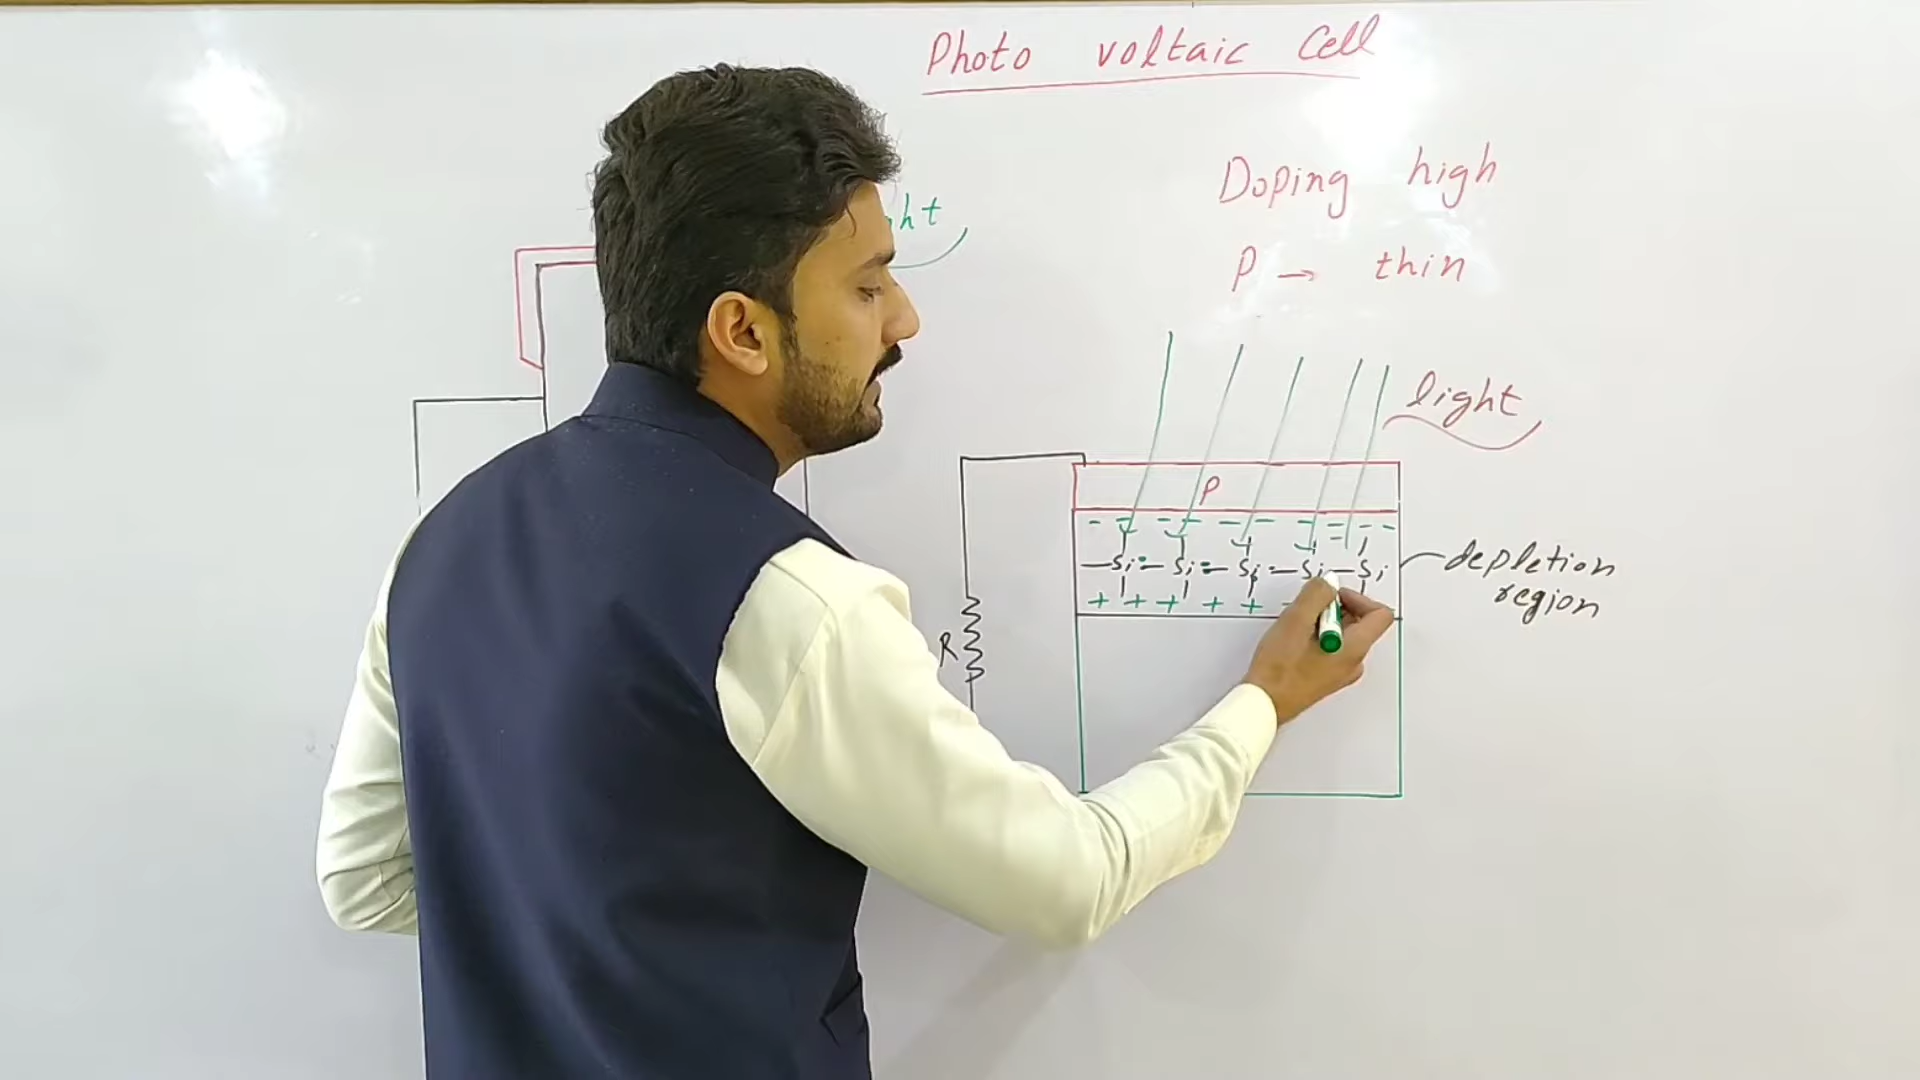 Photo voltaic Cell
Doping high
P → thin
light
P
- - - - - - - - = - -
—Si=—Si=—Si=—Si—Si
+ + + + +
depletion
region
R